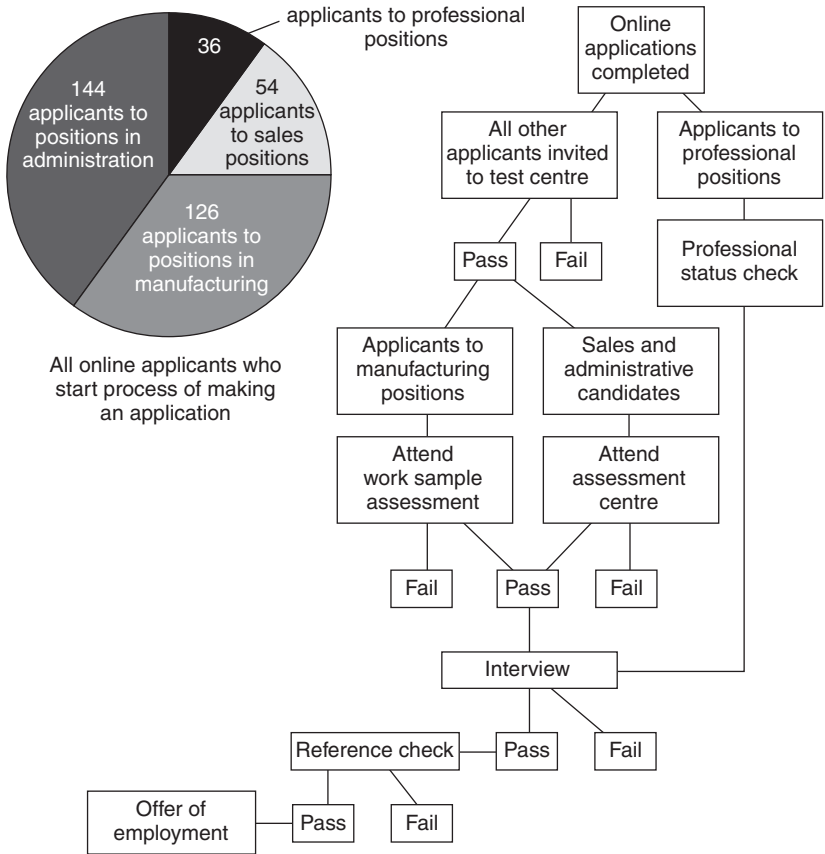 applicants to professional
positions
36
144
applicants to
positions in
administration
54
applicants
to sales
positions
126
applicants to
positions in
manufacturing
All online applicants who
start process of making
an application
Online
applications
completed
All other
applicants invited
to test centre
Applicants to
professional
positions
Pass
Fail
Professional
status check
Applicants to
manufacturing
positions
Sales and
administrative
candidates
Attend
work sample
assessment
Attend
assessment
centre
Fail
Pass
Fail
Interview
Reference check
Pass
Fail
Offer of
employment
Pass
Fail